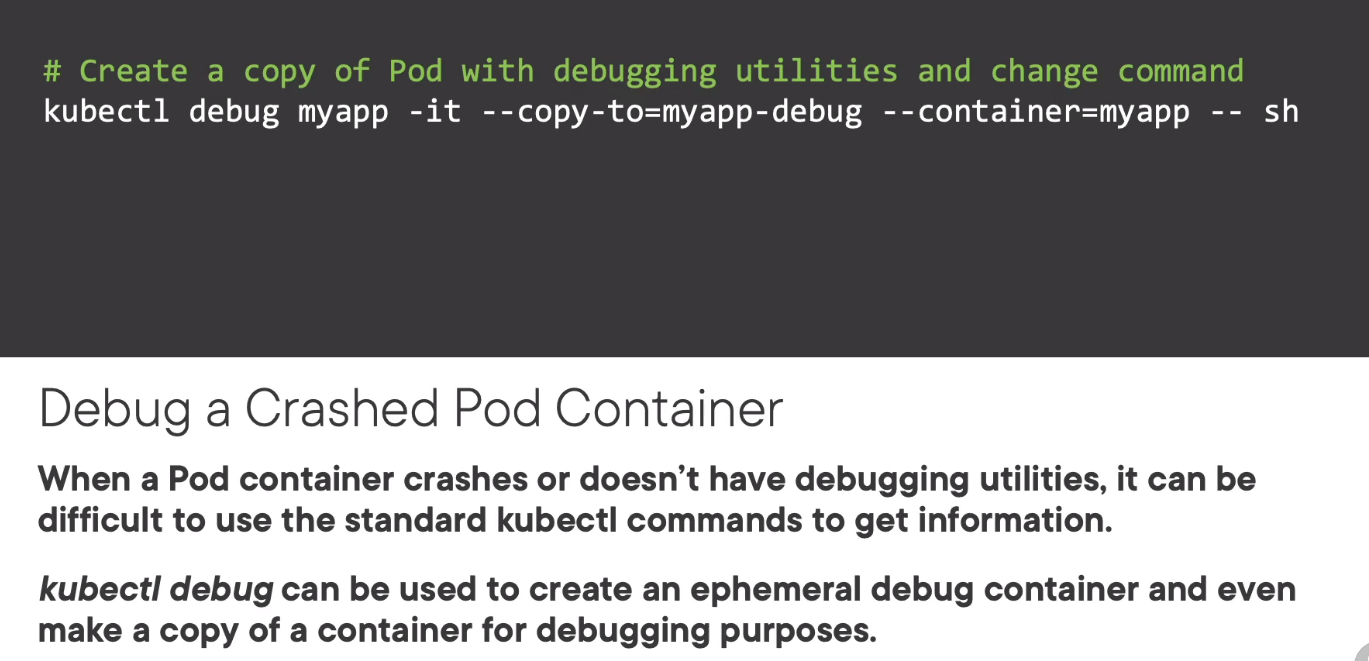 # Create a copy of Pod with debugging utilities and change command
kubectl debug myapp -it --copy-to=myapp-debug --container=myapp -- sh
Debug a Crashed Pod Container
When a Pod container crashes or doesn’t have debugging utilities, it can be
difficult to use the standard kubectl commands to get information.
kubectl debug can be used to create an ephemeral debug container and even
make a copy of a container for debugging purposes.